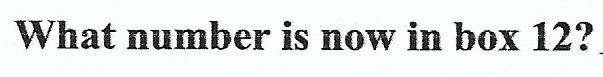 What number is now in box 12?